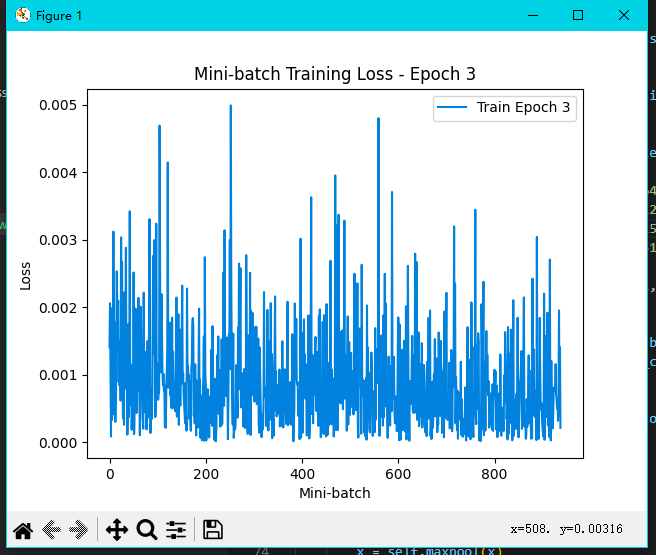 Figure 1
Mini-batch Training Loss - Epoch 3
Train Epoch 3
0.005
0.004
0.003
0.002
0.001
0.000
Loss
0 200 400 600 800
Mini-batch
x=508. y=0.00316
74 x = self.maxpool(x)